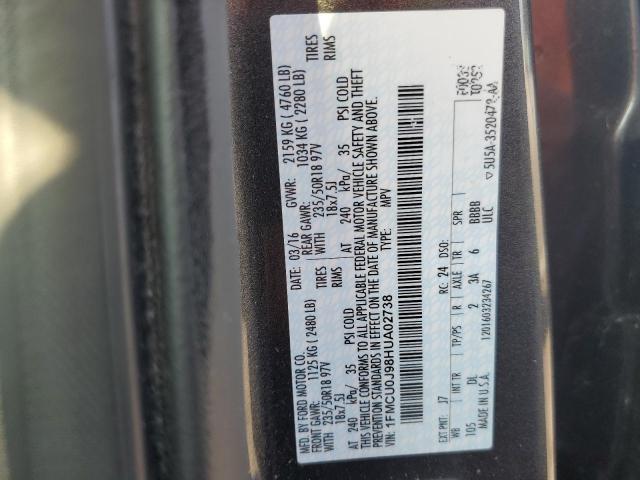 MFD. BY FORD MOTOR CO.
DATE: 03/16 GVWR: 2159 KG ( 4760 LB)
FRONT GAWR: 1125 KG ( 2480 LB) REAR GAWR: 1034 KG ( 2280 LB)
WITH 235/50R18 97V TIRES WITH 235/50R18 97V TIRES
18x7.5J RIMS 18x7.5J RIMS
AT 240 kPa/ 35 PSI COLD AT 240 kPa/ 35 PSI COLD
THIS VEHICLE CONFORMS TO ALL APPLICABLE FEDERAL MOTOR VEHICLE SAFETY AND THEFT
PREVENTION STANDARDS IN EFFECT ON THE DATE OF MANUFACTURE SHOWN ABOVE.
VIN: 1FMCU0J98HUA02738 TYPE: MPV
EXT PNT: J7 RC: 24 DSO:
WB INT TR TP/PS R AXLE TR SPR
105 DL 2 3A 6 BBBB
MADE IN U.S.A. 1201603234267 ULC
▽5U5A-3520472-AA